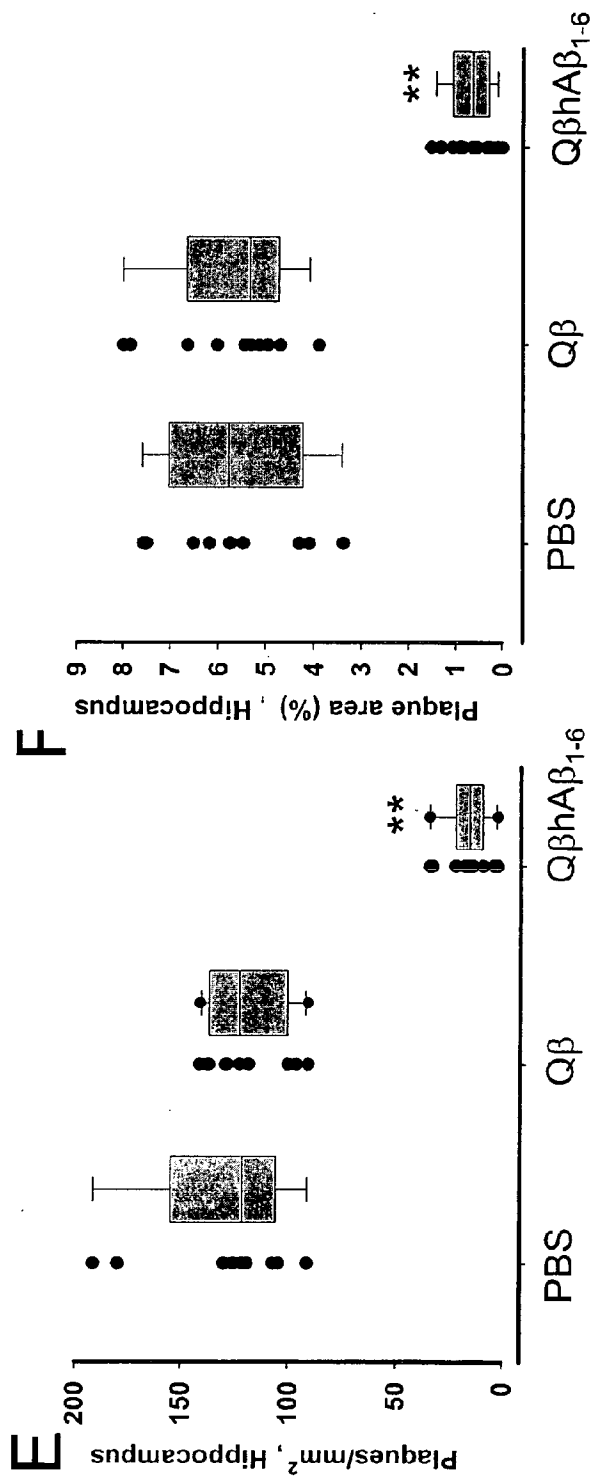 E
Plaques/mm², Hippocampus
200
150
100
50
0
**
PBS
Qβ
QβhAβ₁₋₆
F
Plaque area (%) , Hippocampus
9
8
7
6
5
4
3
2
1
0
**
PBS
Qβ
QβhAβ₁₋₆